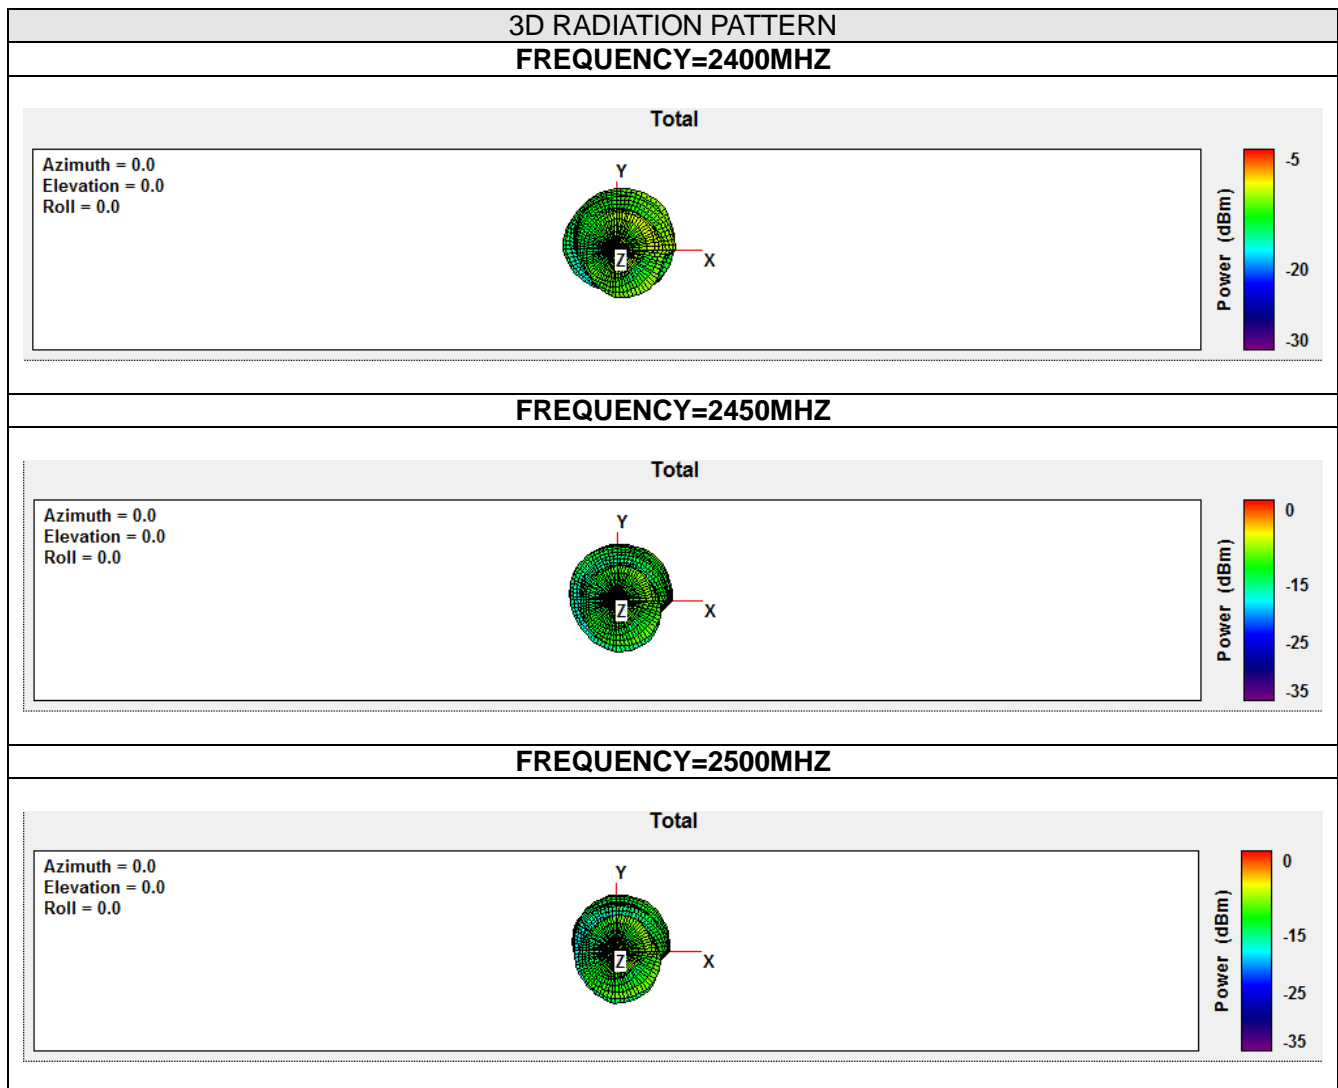 3D RADIATION PATTERN
FREQUENCY=2400MHZ
Total
Azimuth = 0.0
Elevation = 0.0
Roll = 0.0
Y
Z
X
Power (dBm)
-5
-20
-30
FREQUENCY=2450MHZ
Total
Azimuth = 0.0
Elevation = 0.0
Roll = 0.0
Y
Z
X
Power (dBm)
0
-15
-25
-35
FREQUENCY=2500MHZ
Total
Azimuth = 0.0
Elevation = 0.0
Roll = 0.0
Y
Z
X
Power (dBm)
0
-15
-25
-35